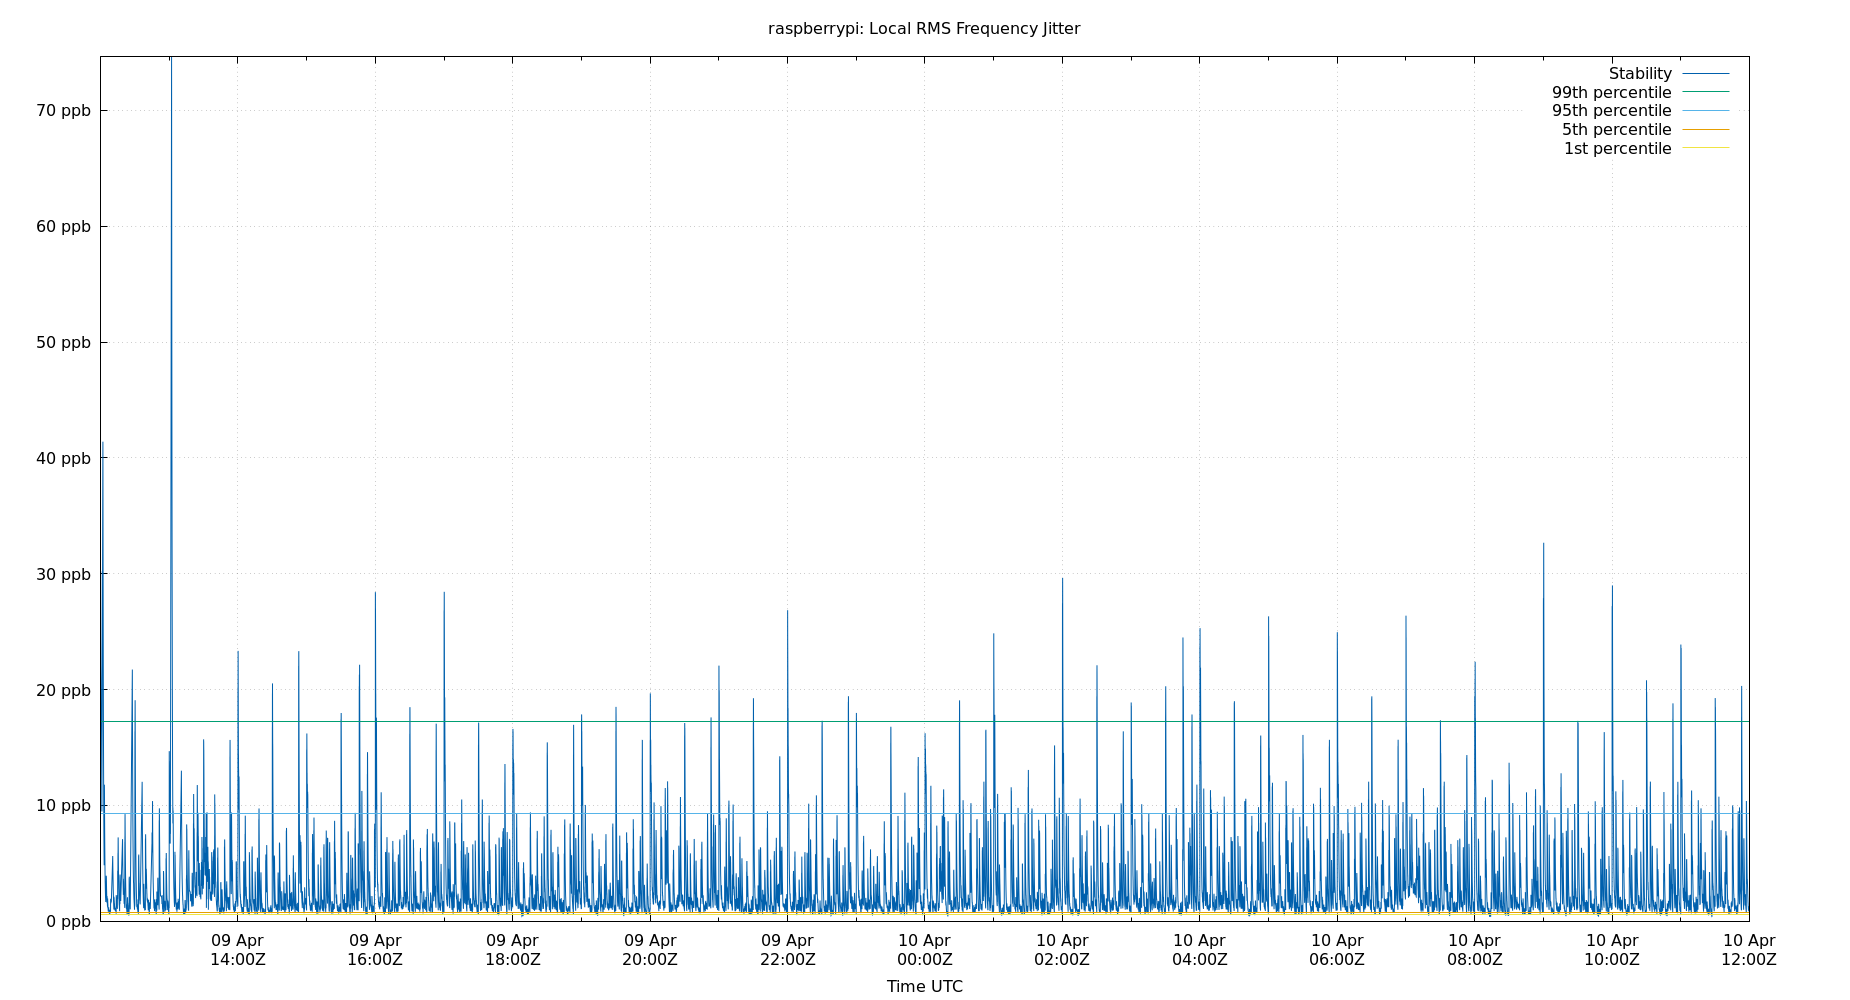 raspberrypi: Local RMS Frequency Jitter
Stability
99th percentile
95th percentile
5th percentile
1st percentile
70 ppb
60 ppb
50 ppb
40 ppb
30 ppb
20 ppb
10 ppb
0 ppb
09 Apr 09 Apr 09 Apr 09 Apr 09 Apr 10 Apr 10 Apr 10 Apr 10 Apr 10 Apr 10 Apr 10 Apr
14:00Z 16:00Z 18:00Z 20:00Z 22:00Z 00:00Z 02:00Z 04:00Z 06:00Z 08:00Z 10:00Z 12:00Z
Time UTC